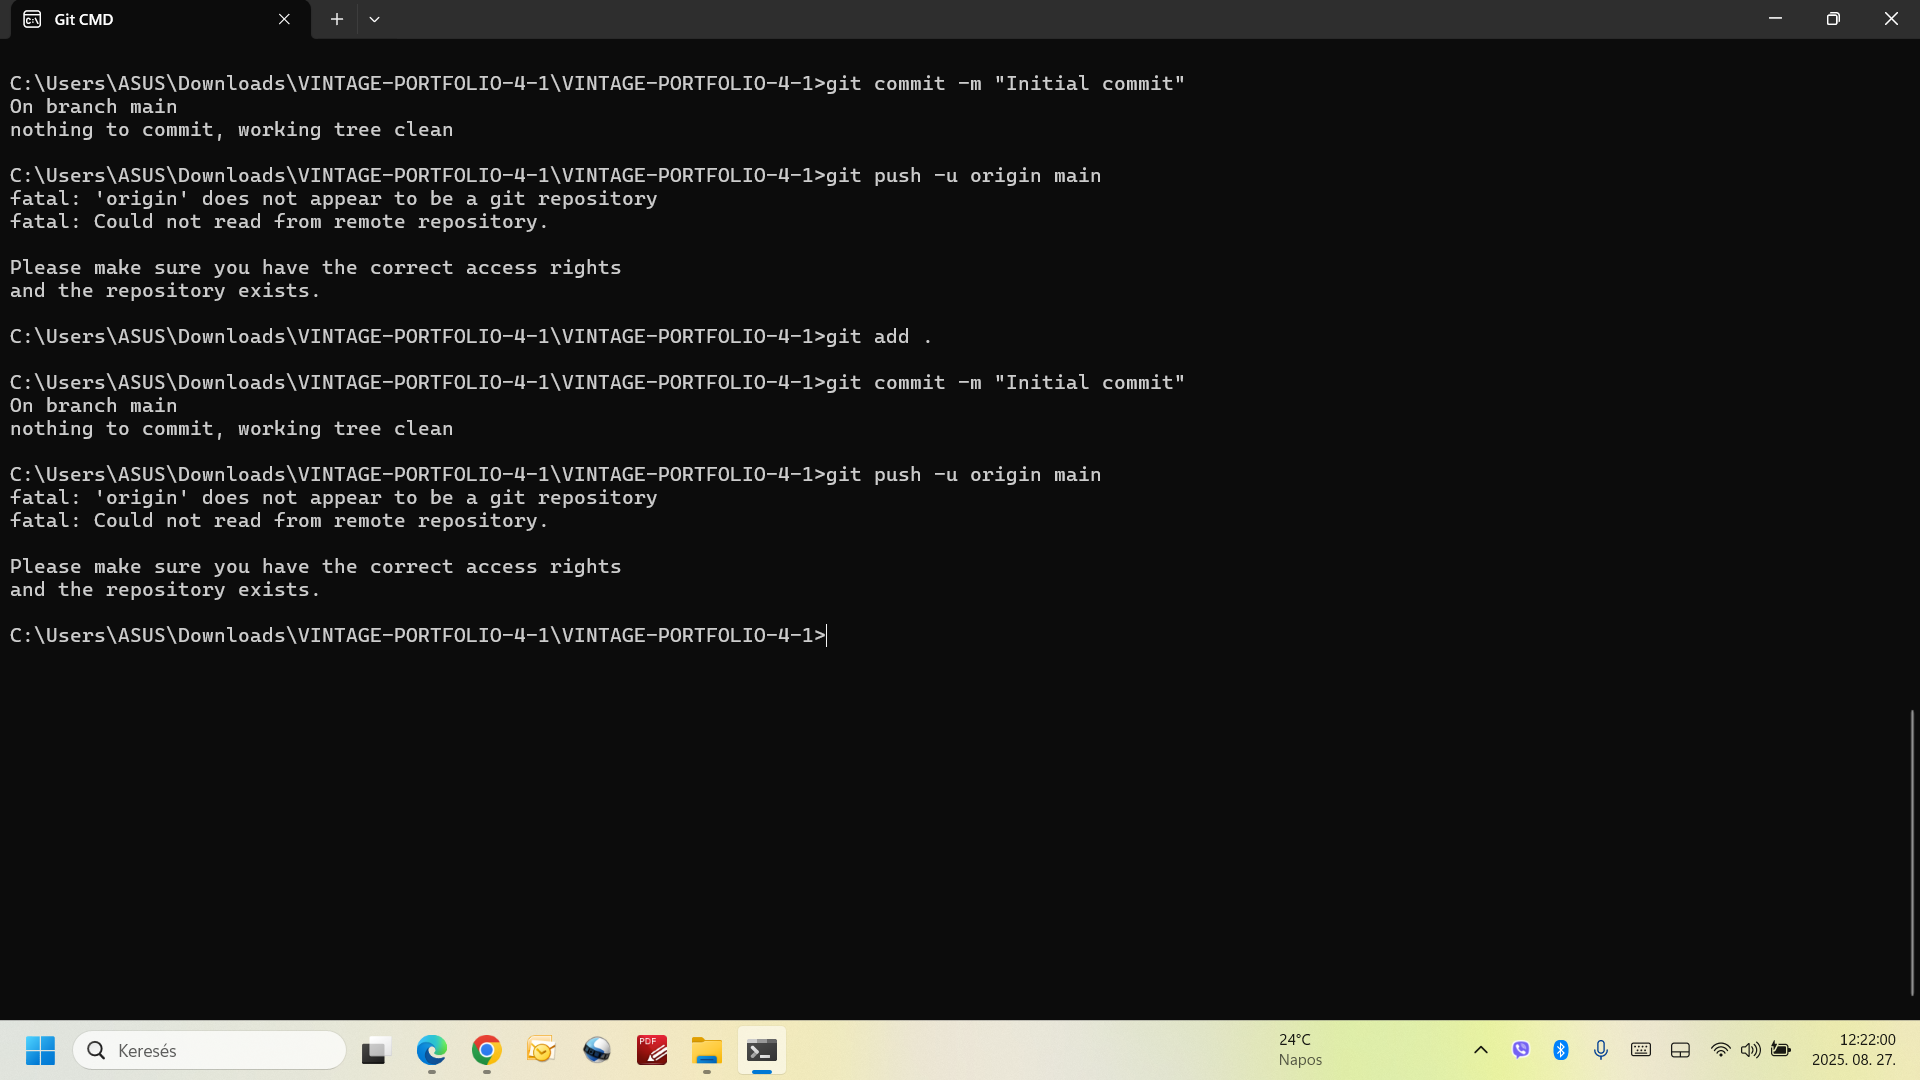 Git CMD
C:\Users\ASUS\Downloads\VINTAGE-PORTFOLIO-4-1\VINTAGE-PORTFOLIO-4-1>git commit -m "Initial commit"
On branch main
nothing to commit, working tree clean
C:\Users\ASUS\Downloads\VINTAGE-PORTFOLIO-4-1\VINTAGE-PORTFOLIO-4-1>git push -u origin main
fatal: 'origin' does not appear to be a git repository
fatal: Could not read from remote repository.
Please make sure you have the correct access rights
and the repository exists.
C:\Users\ASUS\Downloads\VINTAGE-PORTFOLIO-4-1\VINTAGE-PORTFOLIO-4-1>git add .
C:\Users\ASUS\Downloads\VINTAGE-PORTFOLIO-4-1\VINTAGE-PORTFOLIO-4-1>git commit -m "Initial commit"
On branch main
nothing to commit, working tree clean
C:\Users\ASUS\Downloads\VINTAGE-PORTFOLIO-4-1\VINTAGE-PORTFOLIO-4-1>git push -u origin main
fatal: 'origin' does not appear to be a git repository
fatal: Could not read from remote repository.
Please make sure you have the correct access rights
and the repository exists.
C:\Users\ASUS\Downloads\VINTAGE-PORTFOLIO-4-1\VINTAGE-PORTFOLIO-4-1>
Keresés
PDF
24°C
Napos
12:22:00
2025. 08. 27.